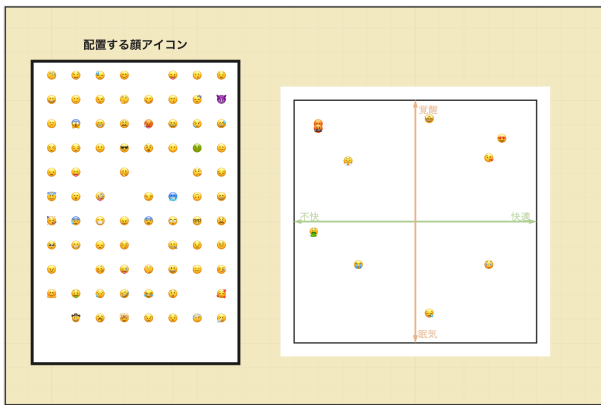 配置する顔アイコン
覚醒
不快
快適
眠気